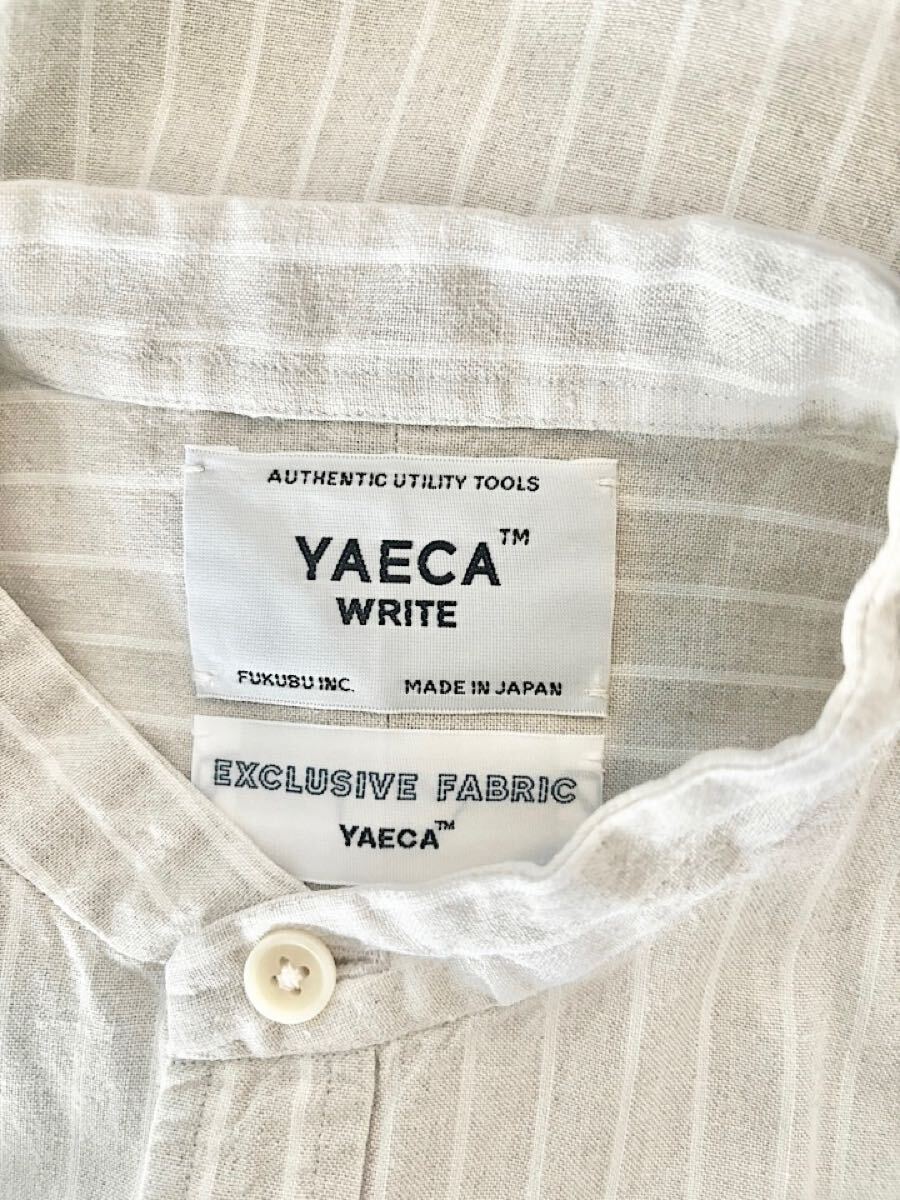 AUTHENTIC UTILITY TOOLS
YAECA™
WRITE
FUKUBU INC. MADE IN JAPAN
EXCLUSIVE FABRIC
YAECA™